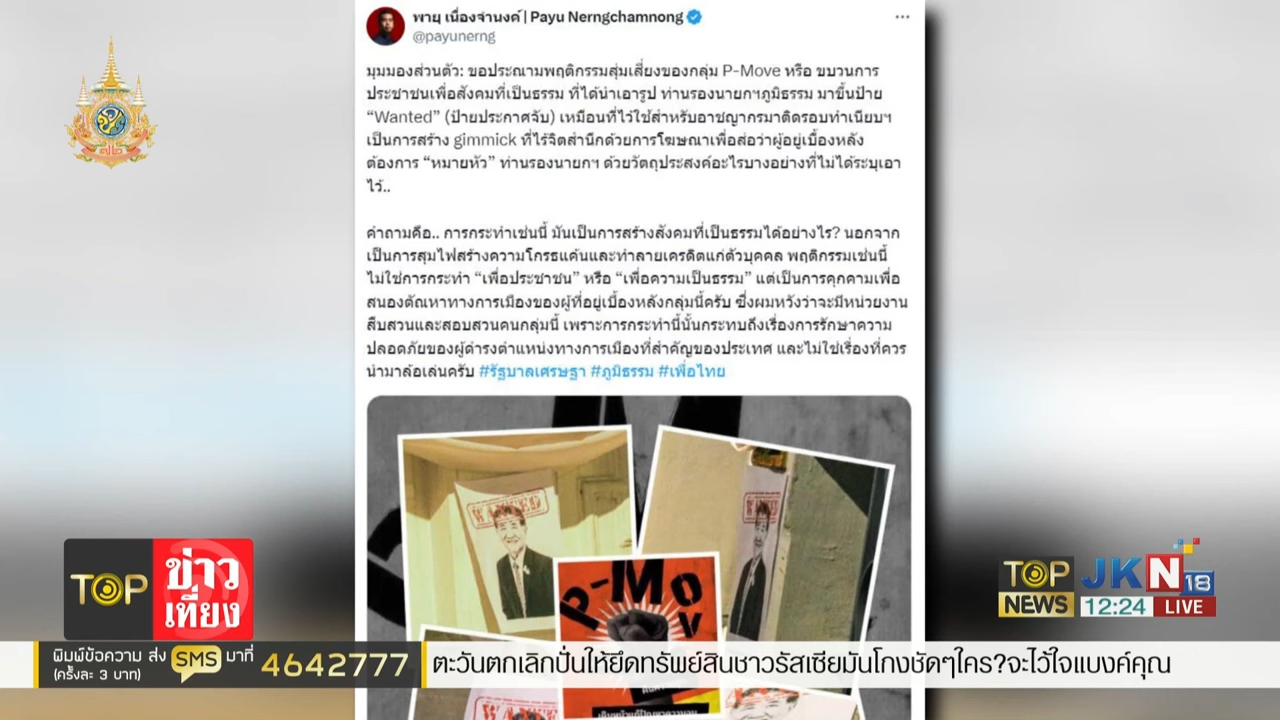 พายุ เนื่องจำนงค์ | Payu Nerngchamnong
@payunerng
มุมมองส่วนตัว: ขอประณามพฤติกรรมสุ่มเสี่ยงของกลุ่ม P-Move หรือ ขบวนการ
ประชาชนเพื่อสังคมที่เป็นธรรม ที่ได้นำเอารูป ท่านรองนายกฯภูมิธรรม มาขึ้นป้าย
“Wanted” (ป้ายประกาศจับ) เหมือนที่ไว้ใช้สำหรับอาชญากรมาติดรอบทำเนียบฯ
เป็นการสร้าง gimmick ที่ไร้จิตสำนึกด้วยการโฆษณาเพื่อส่อว่าผู้อยู่เบื้องหลัง
ต้องการ “หมายหัว” ท่านรองนายกฯ ด้วยวัตถุประสงค์อะไรบางอย่างที่ไม่ได้ระบุเอา
ไว้..
คำถามคือ.. การกระทำเช่นนี้ มันเป็นการสร้างสังคมที่เป็นธรรมได้อย่างไร? นอกจาก
เป็นการสุมไฟสร้างความโกรธแค้นและทำลายเครดิตแก่ตัวบุคคล พฤติกรรมเช่นนี้
ไม่ใช่การกระทำ “เพื่อประชาชน” หรือ “เพื่อความเป็นธรรม” แต่เป็นการคุกคามเพื่อ
สนองตัณหาทางการเมืองของผู้ที่อยู่เบื้องหลังกลุ่มนี้ครับ ซึ่งผมหวังว่าจะมีหน่วยงาน
สืบสวนและสอบสวนคนกลุ่มนี้ เพราะการกระทำนี้นั้นกระทบถึงเรื่องการรักษาความ
ปลอดภัยของผู้ดำรงตำแหน่งทางการเมืองที่สำคัญของประเทศ และไม่ใช่เรื่องที่ควร
นำมาล้อเล่นครับ #รัฐบาลเศรษฐา #ภูมิธรรม #เพื่อไทย
WANTED
WANTED
P-Mov
TOP ข่าว
เที่ยง
TOP NEWS
JKN 18
12:24 LIVE
พิมพ์ข้อความ ส่ง SMS มาที่ 4642777
(ครั้งละ 3 บาท)
ตะวันตกเลิกปั่นให้ยึดทรัพย์สินชาวรัสเซียมันโกงชัดๆใคร?จะไว้ใจแบงค์คุณ